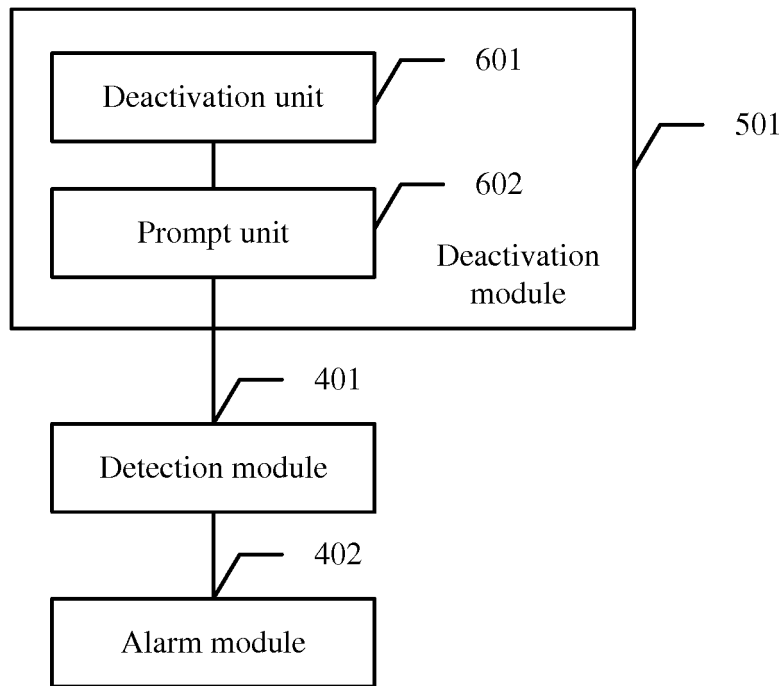 Deactivation unit
601
501
Prompt unit
602
Deactivation
module
401
Detection module
402
Alarm module